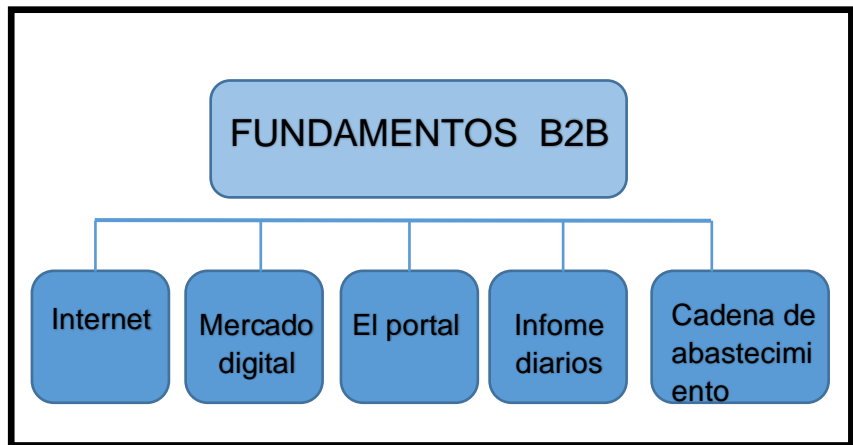 FUNDAMENTOS B2B
Internet
Mercado
digital
El portal
Infome
diarios
Cadena de
abastecimi
ento